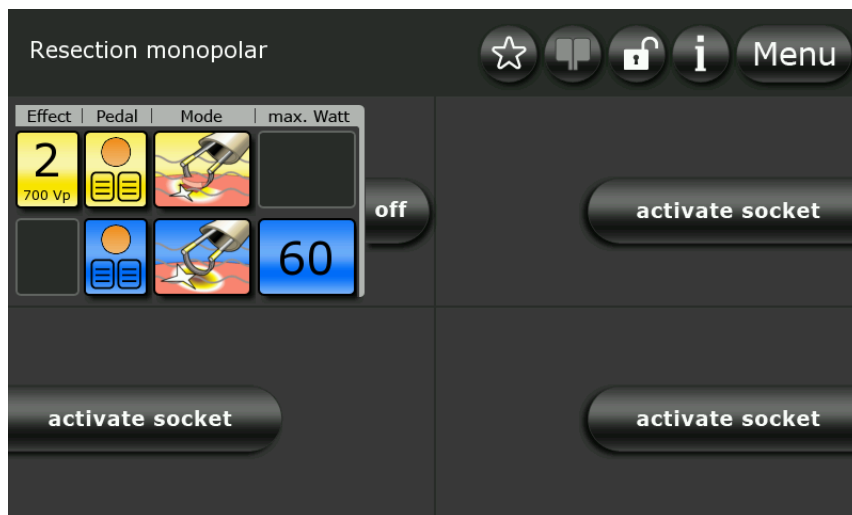 Resection monopolar
Menu
Effect | Pedal | Mode | max. Watt
2
700 Vp
off
activate socket
60
activate socket
activate socket